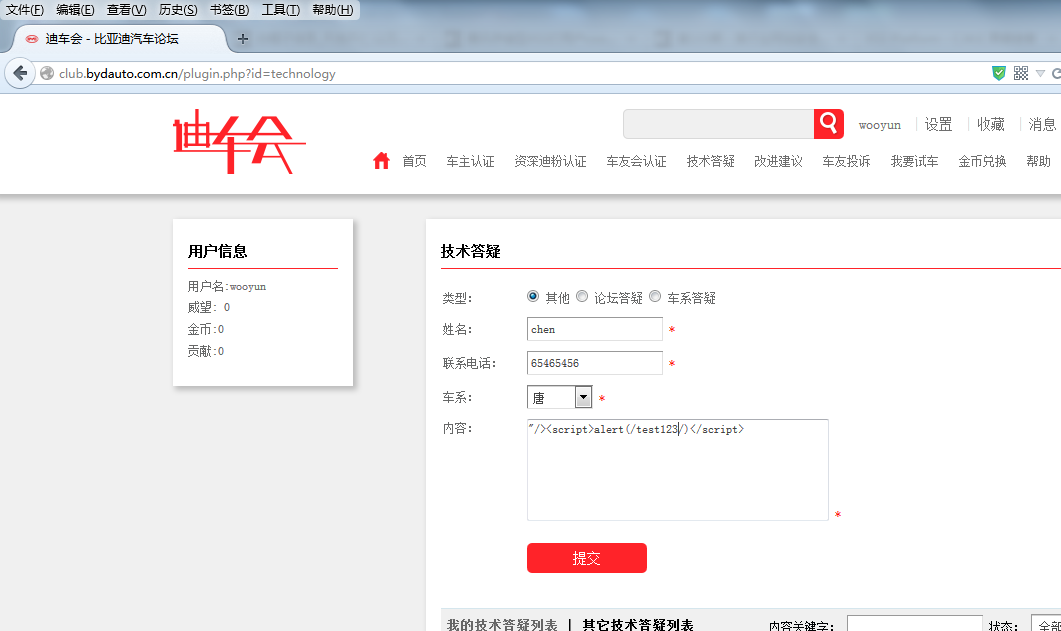 文件(F) 编辑(E) 查看(V) 历史(S) 书签(B) 工具(T) 帮助(H)
迪车会 - 比亚迪汽车论坛
club.bydauto.com.cn/plugin.php?id=technology
迪车会
wooyun 设置 收藏 消息
首页 车主认证 资深迪粉认证 车友会认证 技术答疑 改进建议 车友投诉 我要试车 金币兑换 帮助
用户信息
用户名:wooyun
威望: 0
金币:0
贡献:0
技术答疑
类型: 其他 论坛答疑 车系答疑
姓名: chen *
联系电话: 65465456 *
车系: 唐 *
内容: "/><script>alert(/test123/)</script>
*
提交
我的技术答疑列表 | 其它技术答疑列表 内容关键字: 状态: 全部